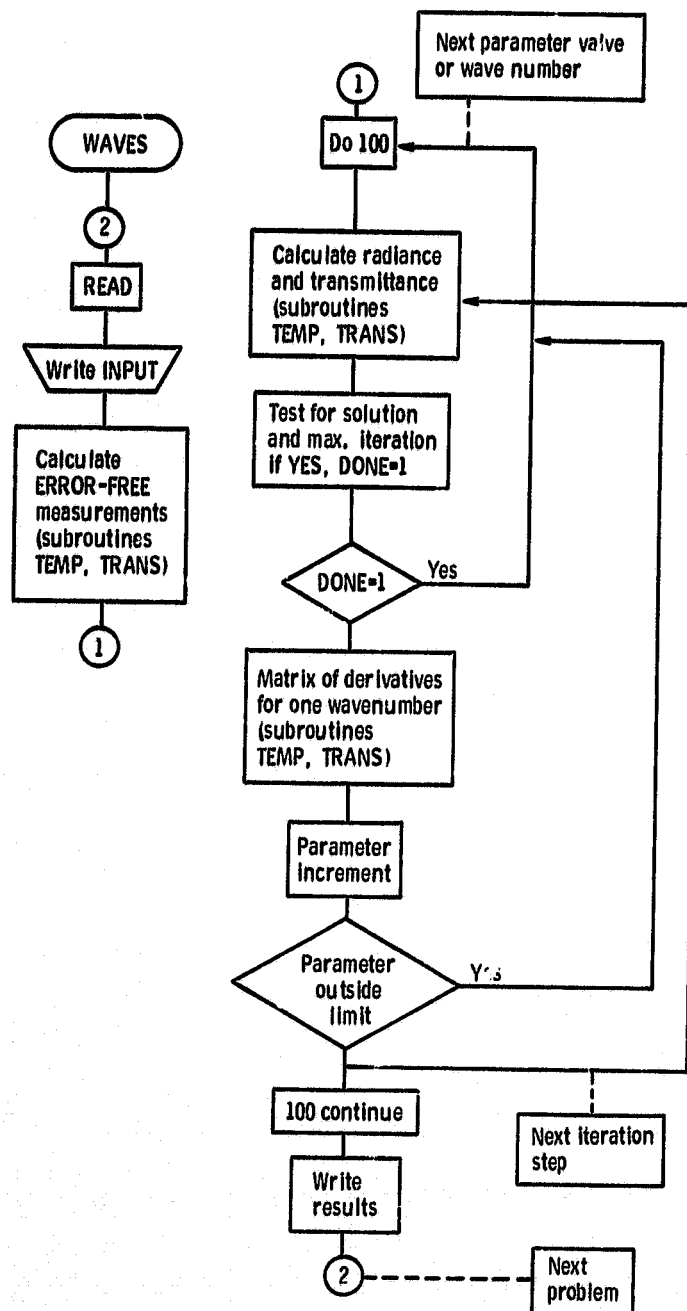 WAVES
2
READ
Write INPUT
Calculate
ERROR-FREE
measurements
(subroutines
TEMP, TRANS)
1
Next parameter valve
or wave number
1
Do 100
Calculate radiance
and transmittance
(subroutines
TEMP, TRANS)
Test for solution
and max. iteration
if YES, DONE=1
DONE=1
Yes
Matrix of derivatives
for one wavenumber
(subroutines
TEMP, TRANS)
Parameter
increment
Parameter
outside
limit
Yes
100 continue
Next iteration
step
Write
results
2
Next
problem